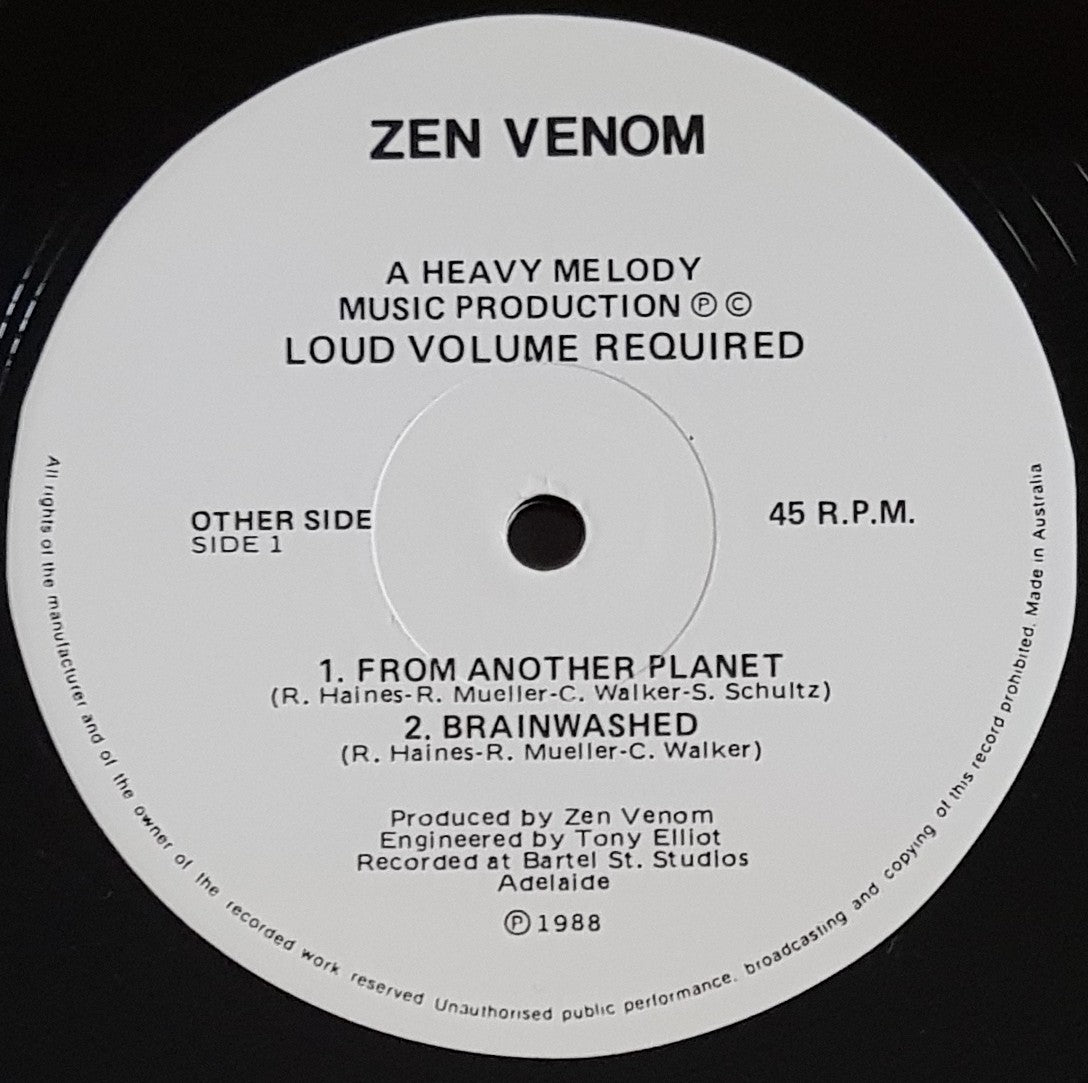 ZEN VENOM
A HEAVY MELODY
MUSIC PRODUCTION ℗ ©
LOUD VOLUME REQUIRED
OTHER SIDE
SIDE 1
45 R.P.M.
1. FROM ANOTHER PLANET
(R. Haines-R. Mueller-C. Walker-S. Schultz)
2. BRAINWASHED
(R. Haines-R. Mueller-C. Walker)
Produced by Zen Venom
Engineered by Tony Elliot
Recorded at Bartel St. Studios
Adelaide
℗ 1988
All rights of the manufacturer and of the owner of the recorded work reserved Unauthorised public performance, broadcasting and copying of this record prohibited. Made in Australia